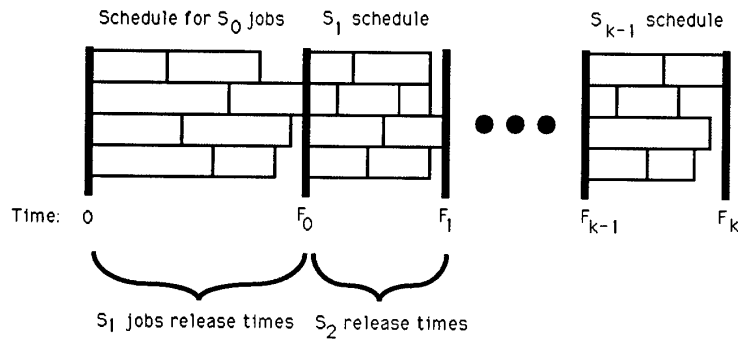 Schedule for S0 jobs S1 schedule Sk-1 schedule
Time: 0 F0 F1 Fk-1 Fk
S1 jobs release times S2 release times